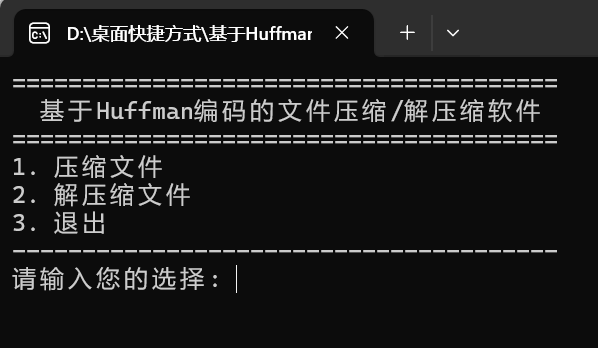 D:\桌面快捷方式\基于Huffman
=======================================
基于Huffman编码的文件压缩/解压缩软件
=======================================
1. 压缩文件
2. 解压缩文件
3. 退出
---------------------------------------
请输入您的选择: